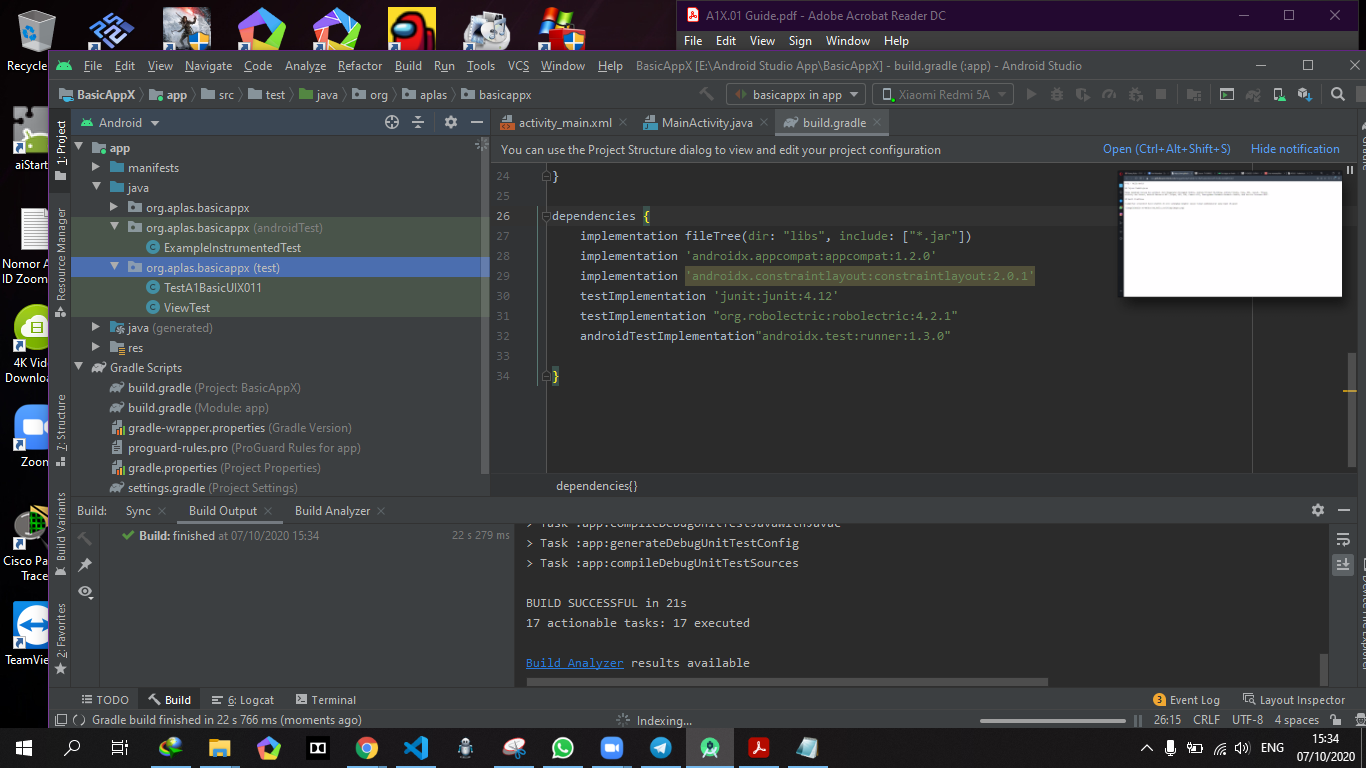 A1X.01 Guide.pdf - Adobe Acrobat Reader DC
File Edit View Sign Window Help
Recycle
aiStart
Nomor A
ID Zoom
4K Vide
Downlo
Zoom
Cisco Pa
Trace
TeamVie
File Edit View Navigate Code Analyze Refactor Build Run Tools VCS Window Help BasicAppX [E:\Android Studio App\BasicAppX] - build.gradle (:app) - Android Studio
BasicAppX app src test java org aplas basicappx
basicappx in app
Xiaomi Redmi 5A
1: Project
Resource Manager
7: Structure
Build Variants
2: Favorites
Android
app
manifests
java
org.aplas.basicappx
org.aplas.basicappx (androidTest)
ExampleInstrumentedTest
org.aplas.basicappx (test)
TestA1BasicUIX011
ViewTest
java (generated)
res
Gradle Scripts
build.gradle (Project: BasicAppX)
build.gradle (Module: app)
gradle-wrapper.properties (Gradle Version)
proguard-rules.pro (ProGuard Rules for app)
gradle.properties (Project Properties)
settings.gradle (Project Settings)
activity_main.xml MainActivity.java build.gradle
You can use the Project Structure dialog to view and edit your project configuration Open (Ctrl+Alt+Shift+S) Hide notification
24 }
25
26 dependencies {
27 implementation fileTree(dir: "libs", include: ["*.jar"])
28 implementation 'androidx.appcompat:appcompat:1.2.0'
29 implementation 'androidx.constraintlayout:constraintlayout:2.0.1'
30 testImplementation 'junit:junit:4.12'
31 testImplementation "org.robolectric:robolectric:4.2.1"
32 androidTestImplementation"androidx.test:runner:1.3.0"
33
34 }
dependencies{}
Build: Sync Build Output Build Analyzer
Build: finished at 07/10/2020 15:34 22 s 279 ms
> Task :app:compileDebugUnitTestJavaWithJavac
> Task :app:generateDebugUnitTestConfig
> Task :app:compileDebugUnitTestSources
BUILD SUCCESSFUL in 21s
17 actionable tasks: 17 executed
Build Analyzer results available
TODO Build 6: Logcat Terminal 3 Event Log Layout Inspector
Gradle build finished in 22 s 766 ms (moments ago) Indexing... 26:15 CRLF UTF-8 4 spaces
ENG
15:34
07/10/2020